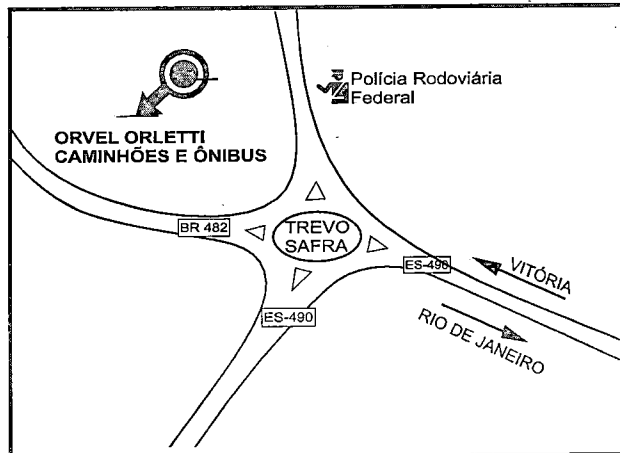 Polícia Rodoviária
Federal
ORVEL ORLETTI
CAMINHÕES E ÔNIBUS
BR 482
TREVO
SAFRA
ES-490
VITÓRIA
RIO DE JANEIRO
ES-490